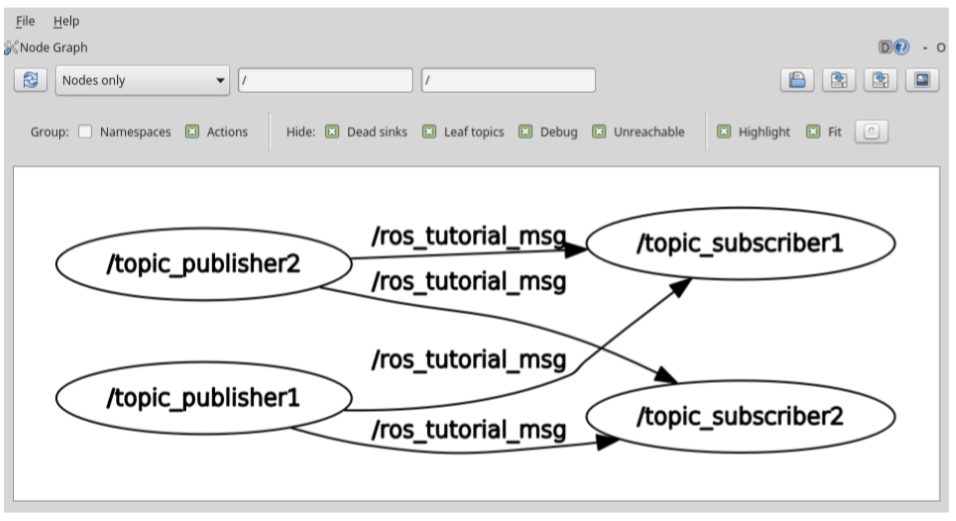 File Help
Node Graph D ? - O
Nodes only / /
Group: Namespaces Actions Hide: Dead sinks Leaf topics Debug Unreachable Highlight Fit
/ros_tutorial_msg
/topic_publisher2
/topic_subscriber1
/ros_tutorial_msg
/ros_tutorial_msg
/topic_publisher1
/topic_subscriber2
/ros_tutorial_msg